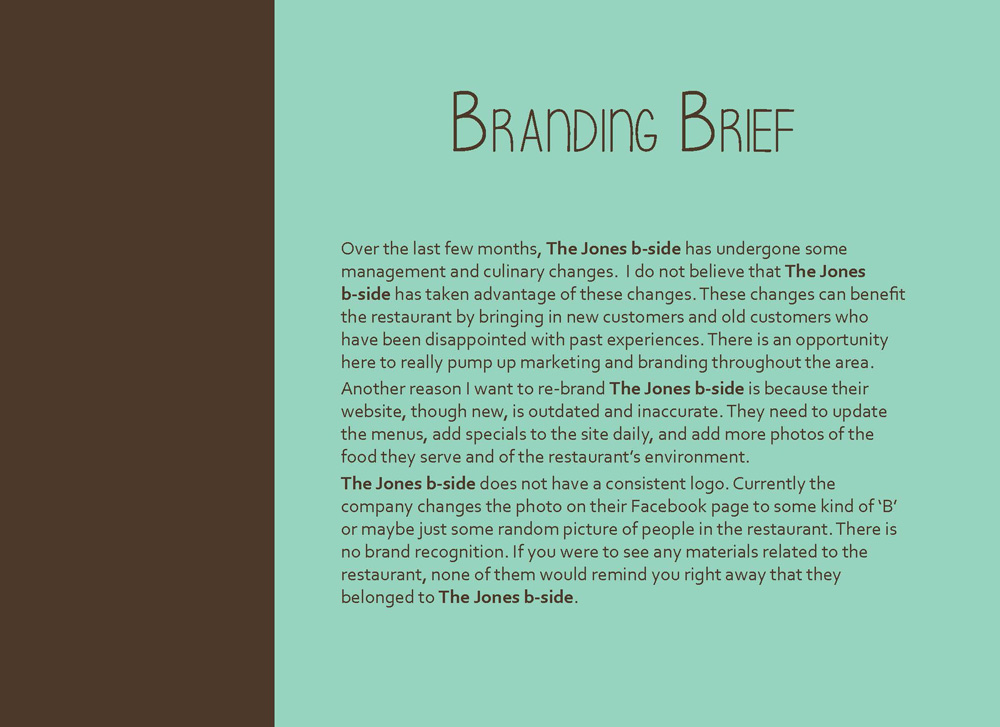 Branding Brief
Over the last few months, The Jones b-side has undergone some
management and culinary changes.  I do not believe that The Jones
b-side has taken advantage of these changes. These changes can benefit
the restaurant by bringing in new customers and old customers who
have been disappointed with past experiences. There is an opportunity
here to really pump up marketing and branding throughout the area.
Another reason I want to re-brand The Jones b-side is because their
website, though new, is outdated and inaccurate. They need to update
the menus, add specials to the site daily, and add more photos of the
food they serve and of the restaurant’s environment.
The Jones b-side does not have a consistent logo. Currently the
company changes the photo on their Facebook page to some kind of ‘B’
or maybe just some random picture of people in the restaurant. There is
no brand recognition. If you were to see any materials related to the
restaurant, none of them would remind you right away that they
belonged to The Jones b-side.